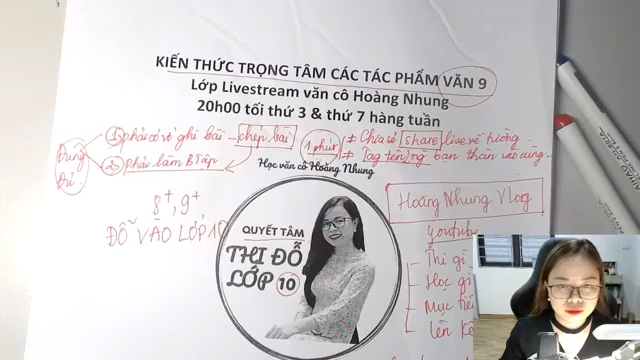 KIẾN THỨC TRỌNG TÂM CÁC TÁC PHẨM VĂN 9
Lớp Livestream văn cô Hoàng Nhung
20h00 tối thứ 3 & thứ 7 hàng tuần
Đúng
Đủ
① phải có vở ghi bài - chép bài
② Phải làm BTập
1 phút
# Chia sẻ share live về tường
# Tag tên
bạn thân vào cùng
Học văn cô Hoàng Nhung
8+, 9+
ĐỖ VÀO LỚP 10
QUYẾT TÂM
THI ĐỖ
LỚP 10
Hoàng Nhung Vlog
youtube
Thi gì
Học gì
Mục tiê
Lên kế